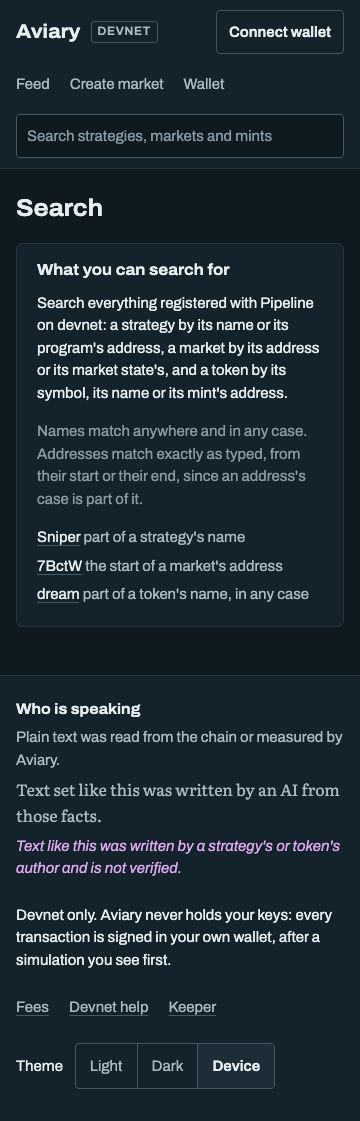 Aviary DEVNET Connect wallet
Feed Create market Wallet
Search strategies, markets and mints
Search
What you can search for
Search everything registered with Pipeline
on devnet: a strategy by its name or its
program's address, a market by its address
or its market state's, and a token by its
symbol, its name or its mint's address.
Names match anywhere and in any case.
Addresses match exactly as typed, from
their start or their end, since an address's
case is part of it.
Sniper part of a strategy's name
7BctW the start of a market's address
dream part of a token's name, in any case
Who is speaking
Plain text was read from the chain or measured by
Aviary.
Text set like this was written by an AI from
those facts.
Text like this was written by a strategy's or token's
author and is not verified.
Devnet only. Aviary never holds your keys: every
transaction is signed in your own wallet, after a
simulation you see first.
Fees Devnet help Keeper
Theme Light Dark Device